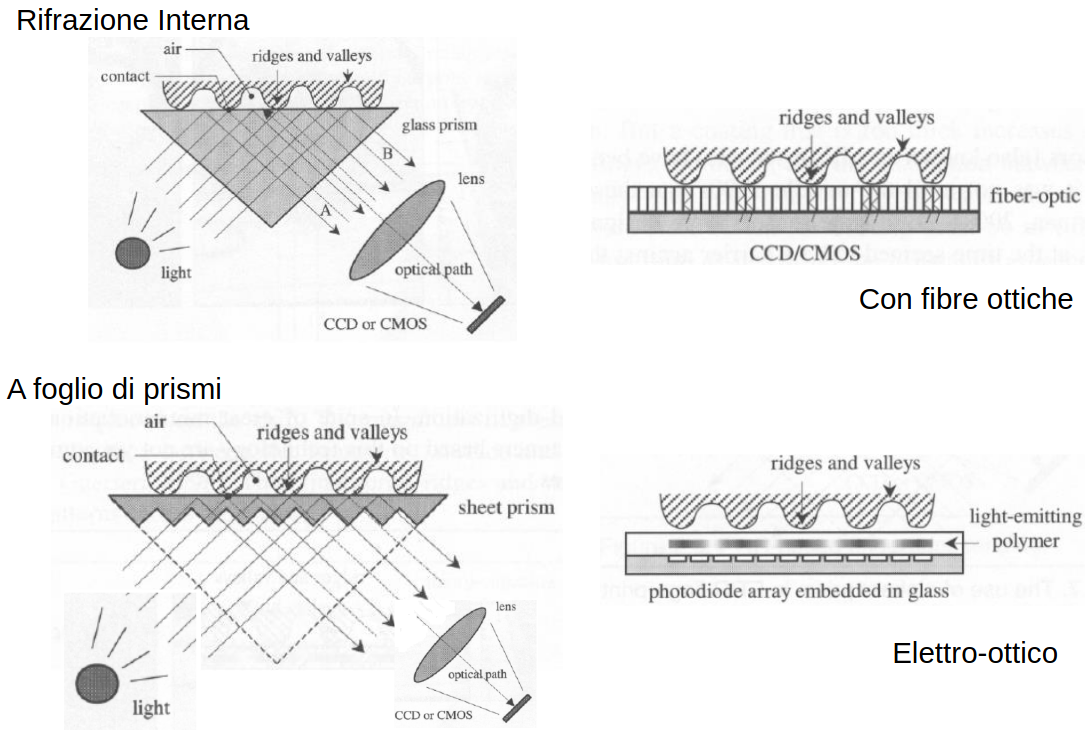 Rifrazione Interna
air
ridges and valleys
contact
glass prism
B
lens
A
light
optical path
CCD or CMOS
ridges and valleys
fiber-optic
CCD/CMOS
Con fibre ottiche
A foglio di prismi
air
ridges and valleys
contact
sheet prism
lens
optical path
light
CCD or CMOS
ridges and valleys
light-emitting
polymer
photodiode array embedded in glass
Elettro-ottico